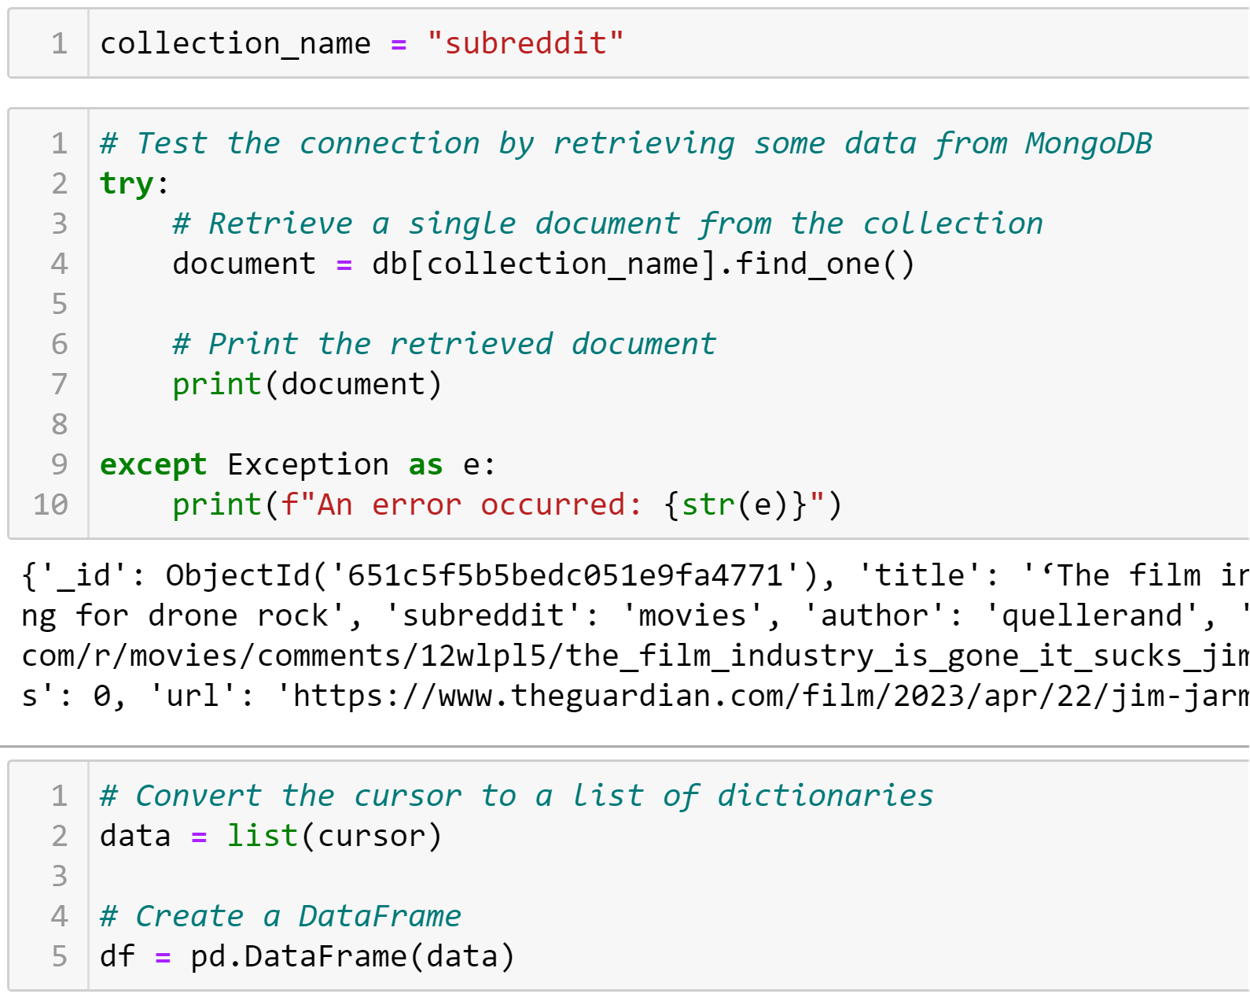 1 collection_name = "subreddit"
1 # Test the connection by retrieving some data from MongoDB
2 try:
3     # Retrieve a single document from the collection
4     document = db[collection_name].find_one()
5
6     # Print the retrieved document
7     print(document)
8
9 except Exception as e:
10     print(f"An error occurred: {str(e)}")
{'_id': ObjectId('651c5f5b5bedc051e9fa4771'), 'title': '‘The film in
ng for drone rock', 'subreddit': 'movies', 'author': 'quellerand', '
com/r/movies/comments/12wlpl5/the_film_industry_is_gone_it_sucks_jim
s': 0, 'url': 'https://www.theguardian.com/film/2023/apr/22/jim-jarm
1 # Convert the cursor to a list of dictionaries
2 data = list(cursor)
3
4 # Create a DataFrame
5 df = pd.DataFrame(data)